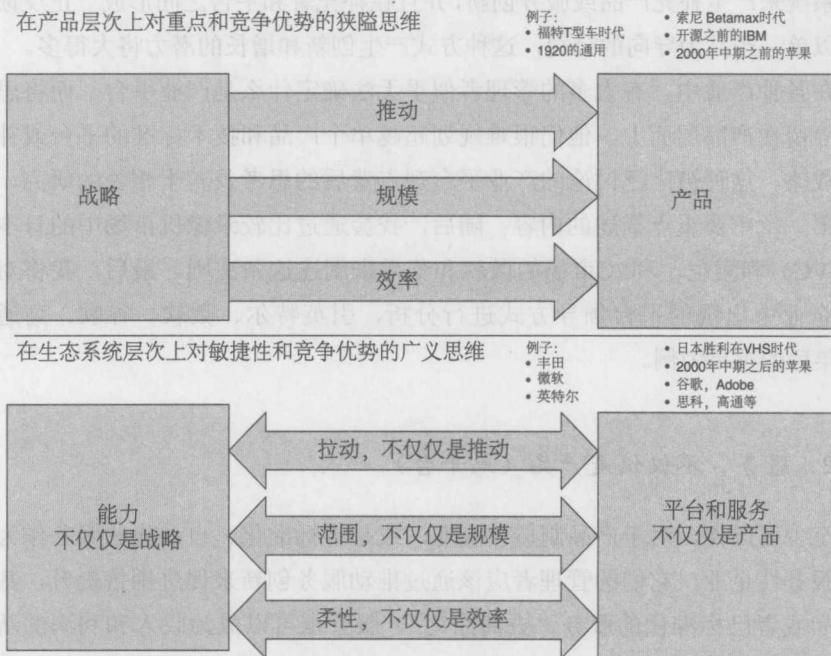 在产品层次上对重点和竞争优势的狭隘思维
例子：
• 福特T型车时代
• 1920的通用
• 索尼 Betamax时代
• 开源之前的IBM
• 2000年中期之前的苹果
推动
战略
规模
产品
效率
在生态系统层次上对敏捷性和竞争优势的广义思维
例子：
• 丰田
• 微软
• 英特尔
• 日本胜利在VHS时代
• 2000年中期之后的苹果
• 谷歌，Adobe
• 思科，高通等
拉动，不仅仅是推动
能力
不仅仅是战略
范围，不仅仅是规模
平台和服务
不仅仅是产品
柔性，不仅仅是效率